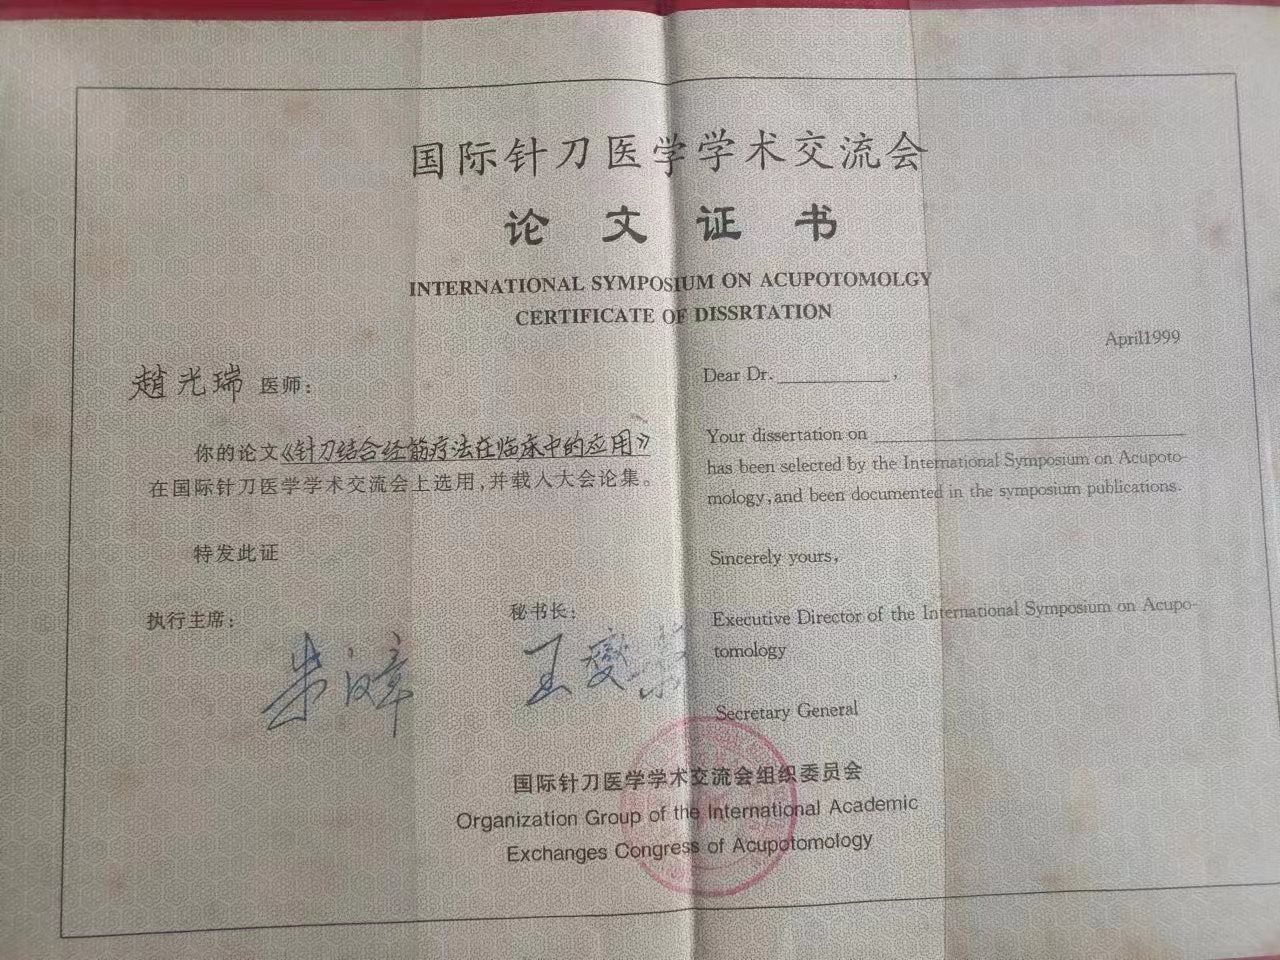 国际针刀医学学术交流会
论文证书
INTERNATIONAL SYMPOSIUM ON ACUPOTOMOLGY
CERTIFICATE OF DISSRTATION
趙光瑞 医师:
你的论文《针刀结合经筋疗法在临床中的应用》
在国际针刀医学学术交流会上选用,并载入大会论集。
特发此证
执行主席:
秘书长:
April1999
Dear Dr. ,
Your dissertation on
has been selected by the International Symposium on Acupoto-
mology, and been documented in the symposium publications.
Sincerely yours,
Executive Director of the International Symposium on Acupo-
tomology
Secretary General
国际针刀医学学术交流会组织委员会
Organization Group of the International Academic
Exchanges Congress of Acupotomology